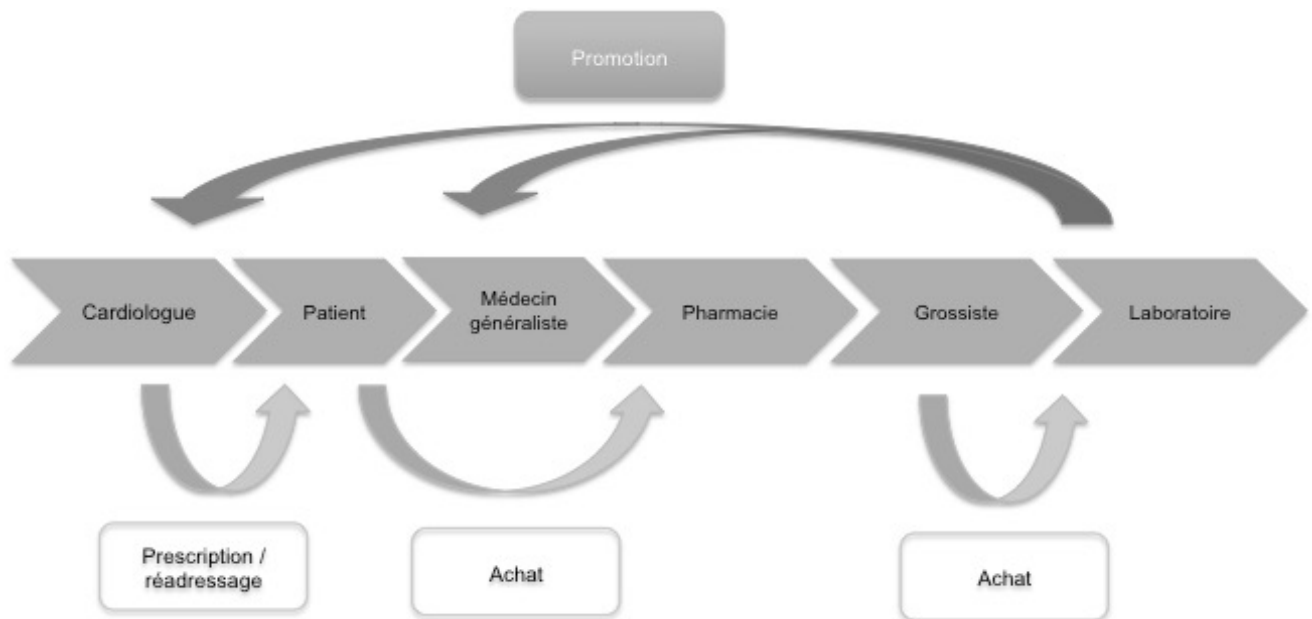 Promotion
Cardiologue
Patient
Médecin
généraliste
Pharmacie
Grossiste
Laboratoire
Prescription /
réadressage
Achat
Achat